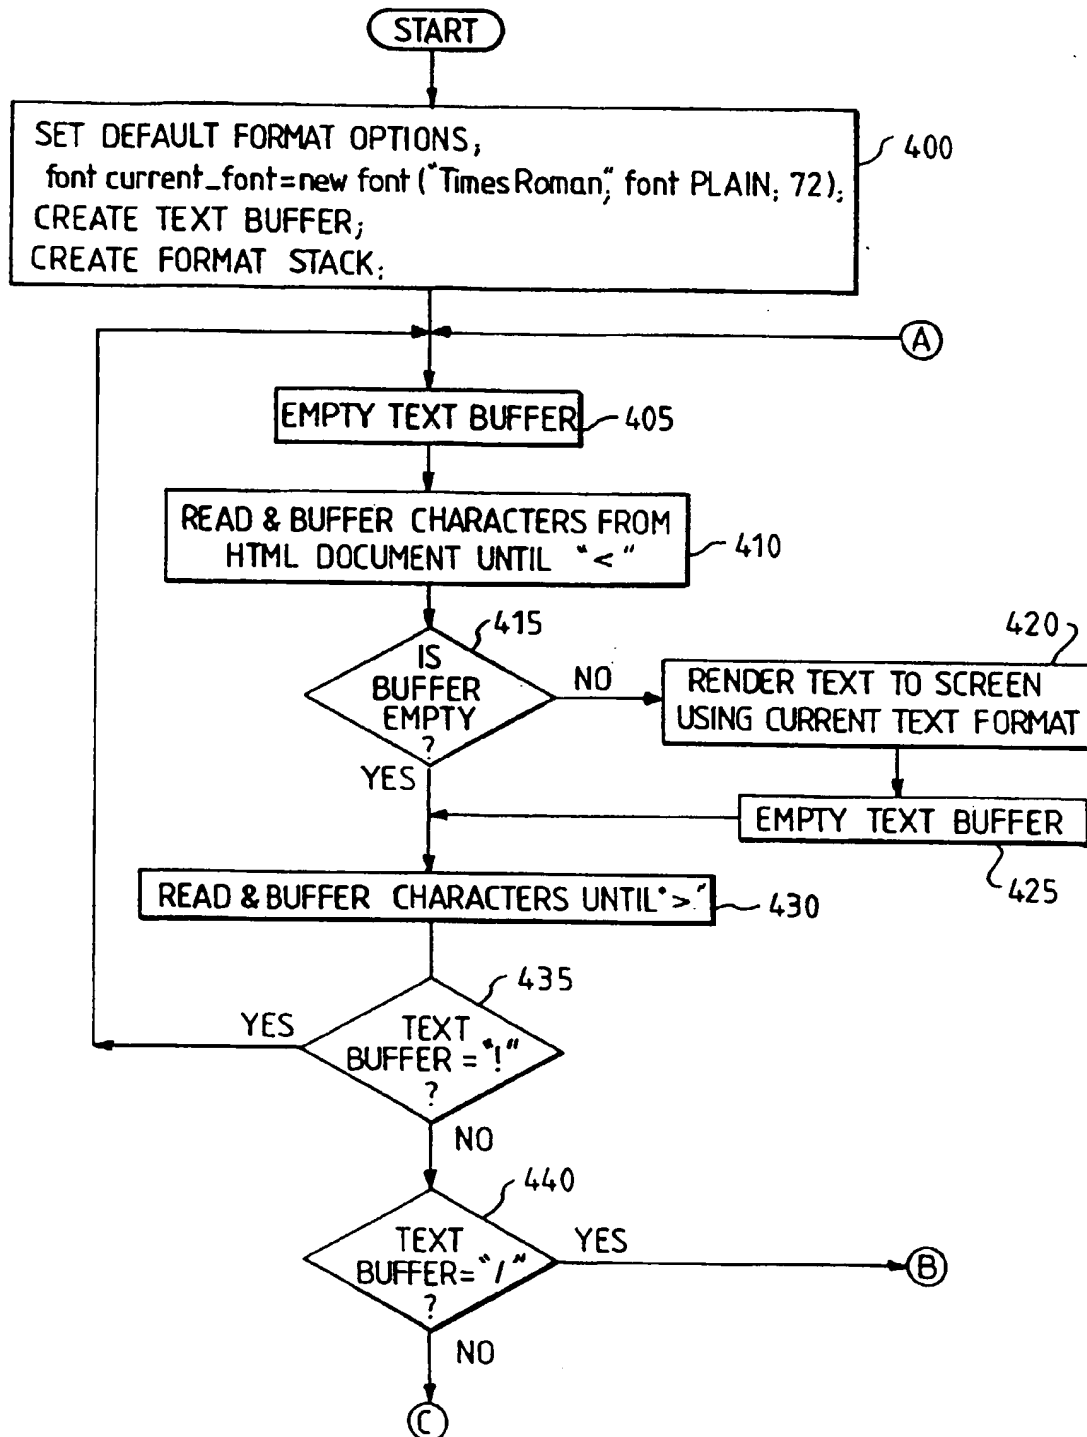 START
SET DEFAULT FORMAT OPTIONS;
font current_font=new font ("TimesRoman", font PLAIN; 72);
CREATE TEXT BUFFER;
CREATE FORMAT STACK;
400
A
EMPTY TEXT BUFFER
405
READ & BUFFER CHARACTERS FROM
HTML DOCUMENT UNTIL "<"
410
415
IS
BUFFER
EMPTY
?
NO
YES
420
RENDER TEXT TO SCREEN
USING CURRENT TEXT FORMAT
EMPTY TEXT BUFFER
425
READ & BUFFER CHARACTERS UNTIL ">."
430
435
TEXT
BUFFER = "!"
?
YES
NO
440
TEXT
BUFFER= "/"
?
YES
B
NO
C